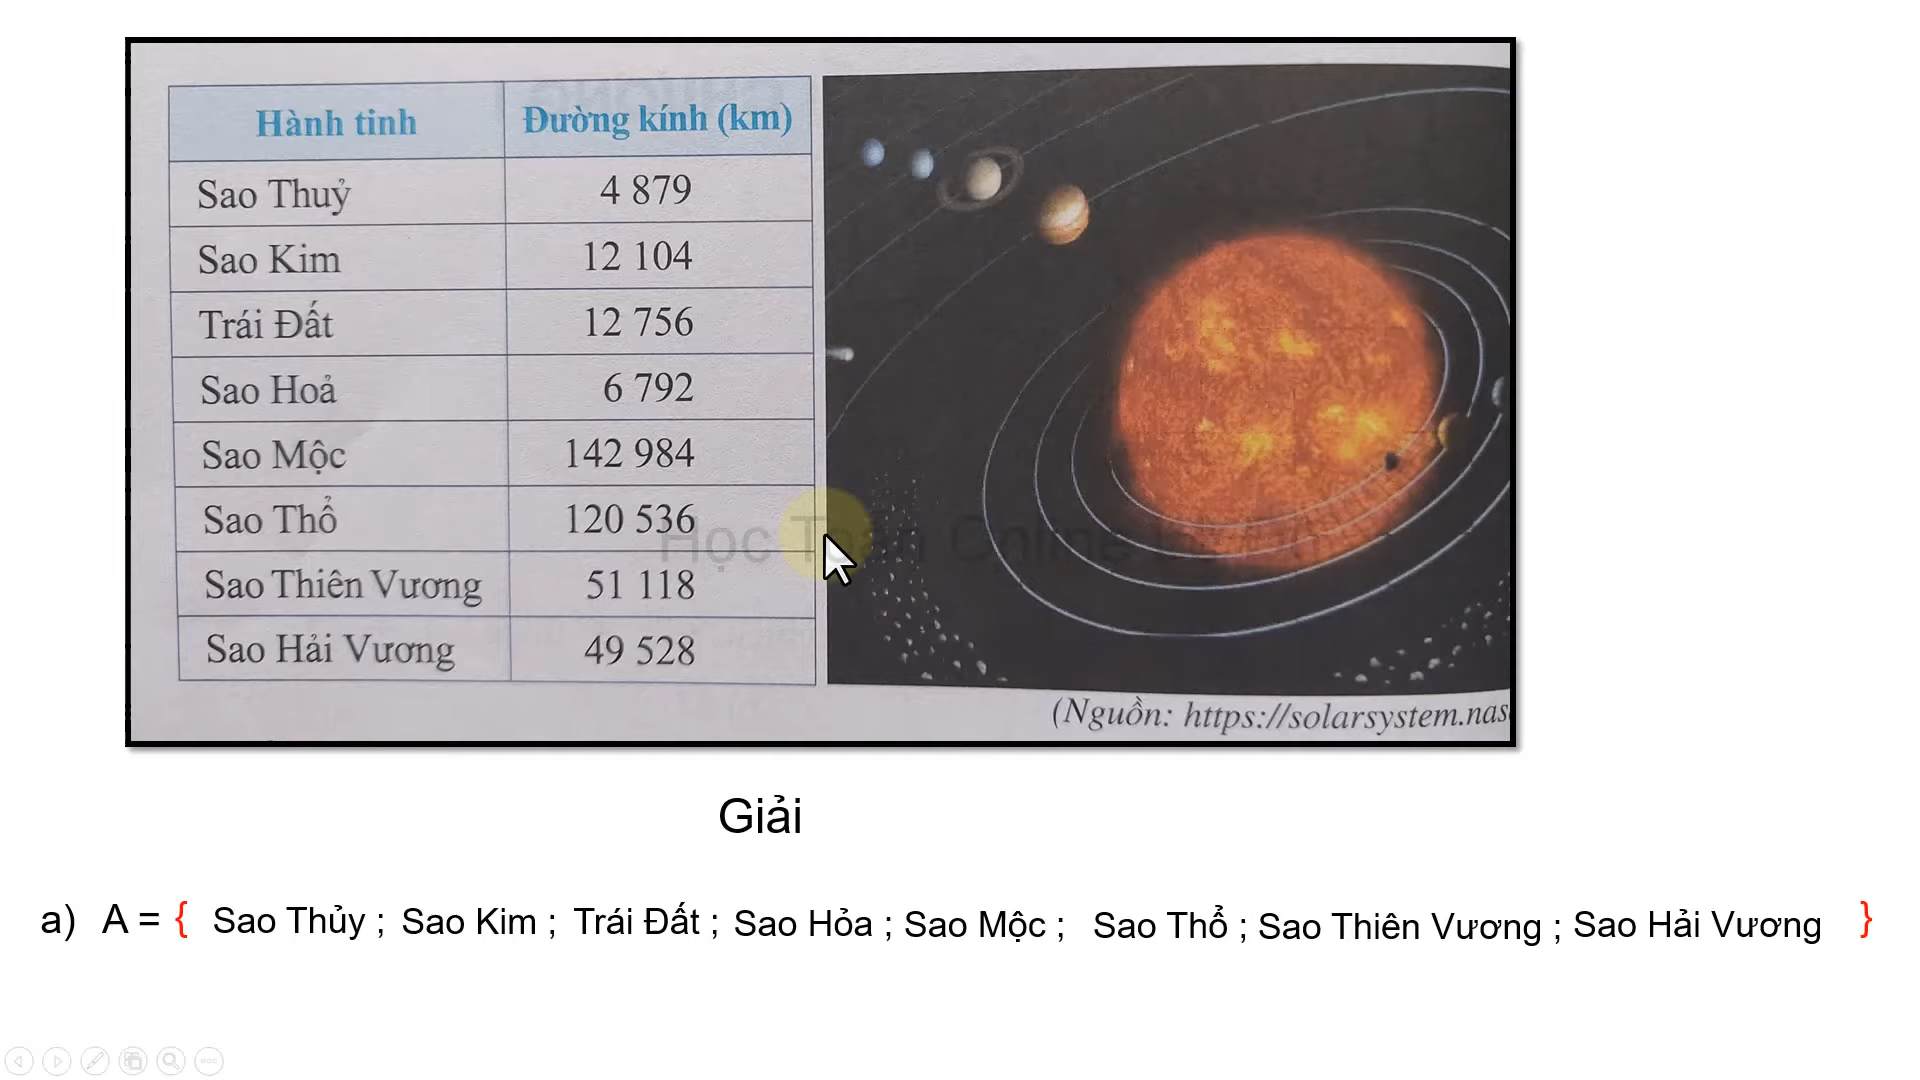 Hành tinh Đường kính (km)
Sao Thuỷ 4 879
Sao Kim 12 104
Trái Đất 12 756
Sao Hoả 6 792
Sao Mộc 142 984
Sao Thổ 120 536
Sao Thiên Vương 51 118
Sao Hải Vương 49 528
Học Toán Online
(Nguồn: https://solarsystem.nas
Giải
a) A = { Sao Thủy ; Sao Kim ; Trái Đất ; Sao Hỏa ; Sao Mộc ; Sao Thổ ; Sao Thiên Vương ; Sao Hải Vương }